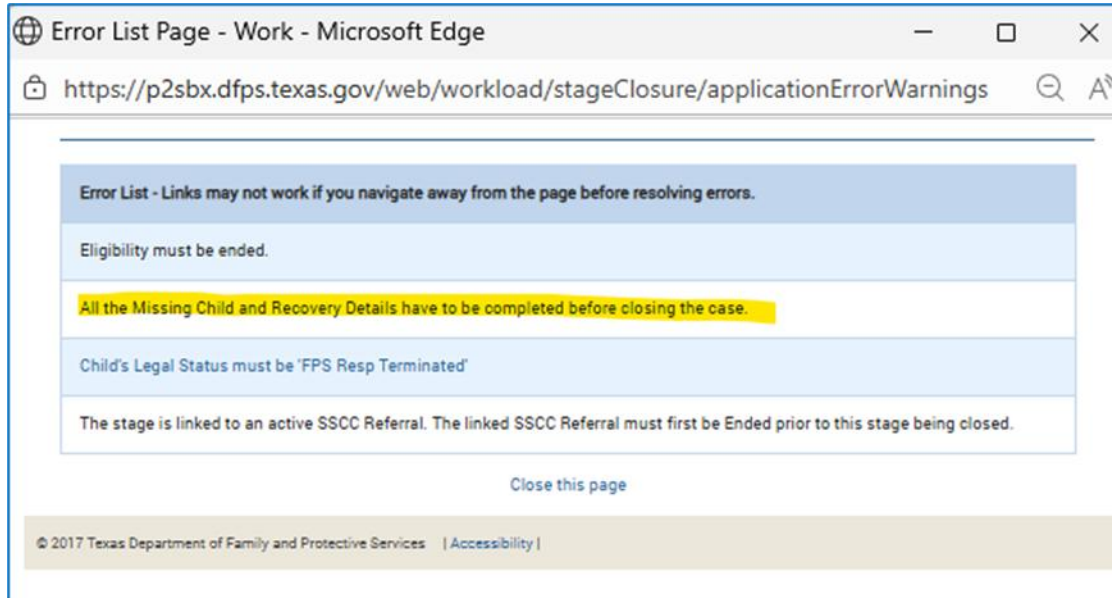 Error List Page - Work - Microsoft Edge
https://p2sbx.dfps.texas.gov/web/workload/stageClosure/applicationErrorWarnings
Error List - Links may not work if you navigate away from the page before resolving errors.
Eligibility must be ended.
All the Missing Child and Recovery Details have to be completed before closing the case.
Child's Legal Status must be 'FPS Resp Terminated'
The stage is linked to an active SSCC Referral. The linked SSCC Referral must first be Ended prior to this stage being closed.
Close this page
© 2017 Texas Department of Family and Protective Services | Accessibility |